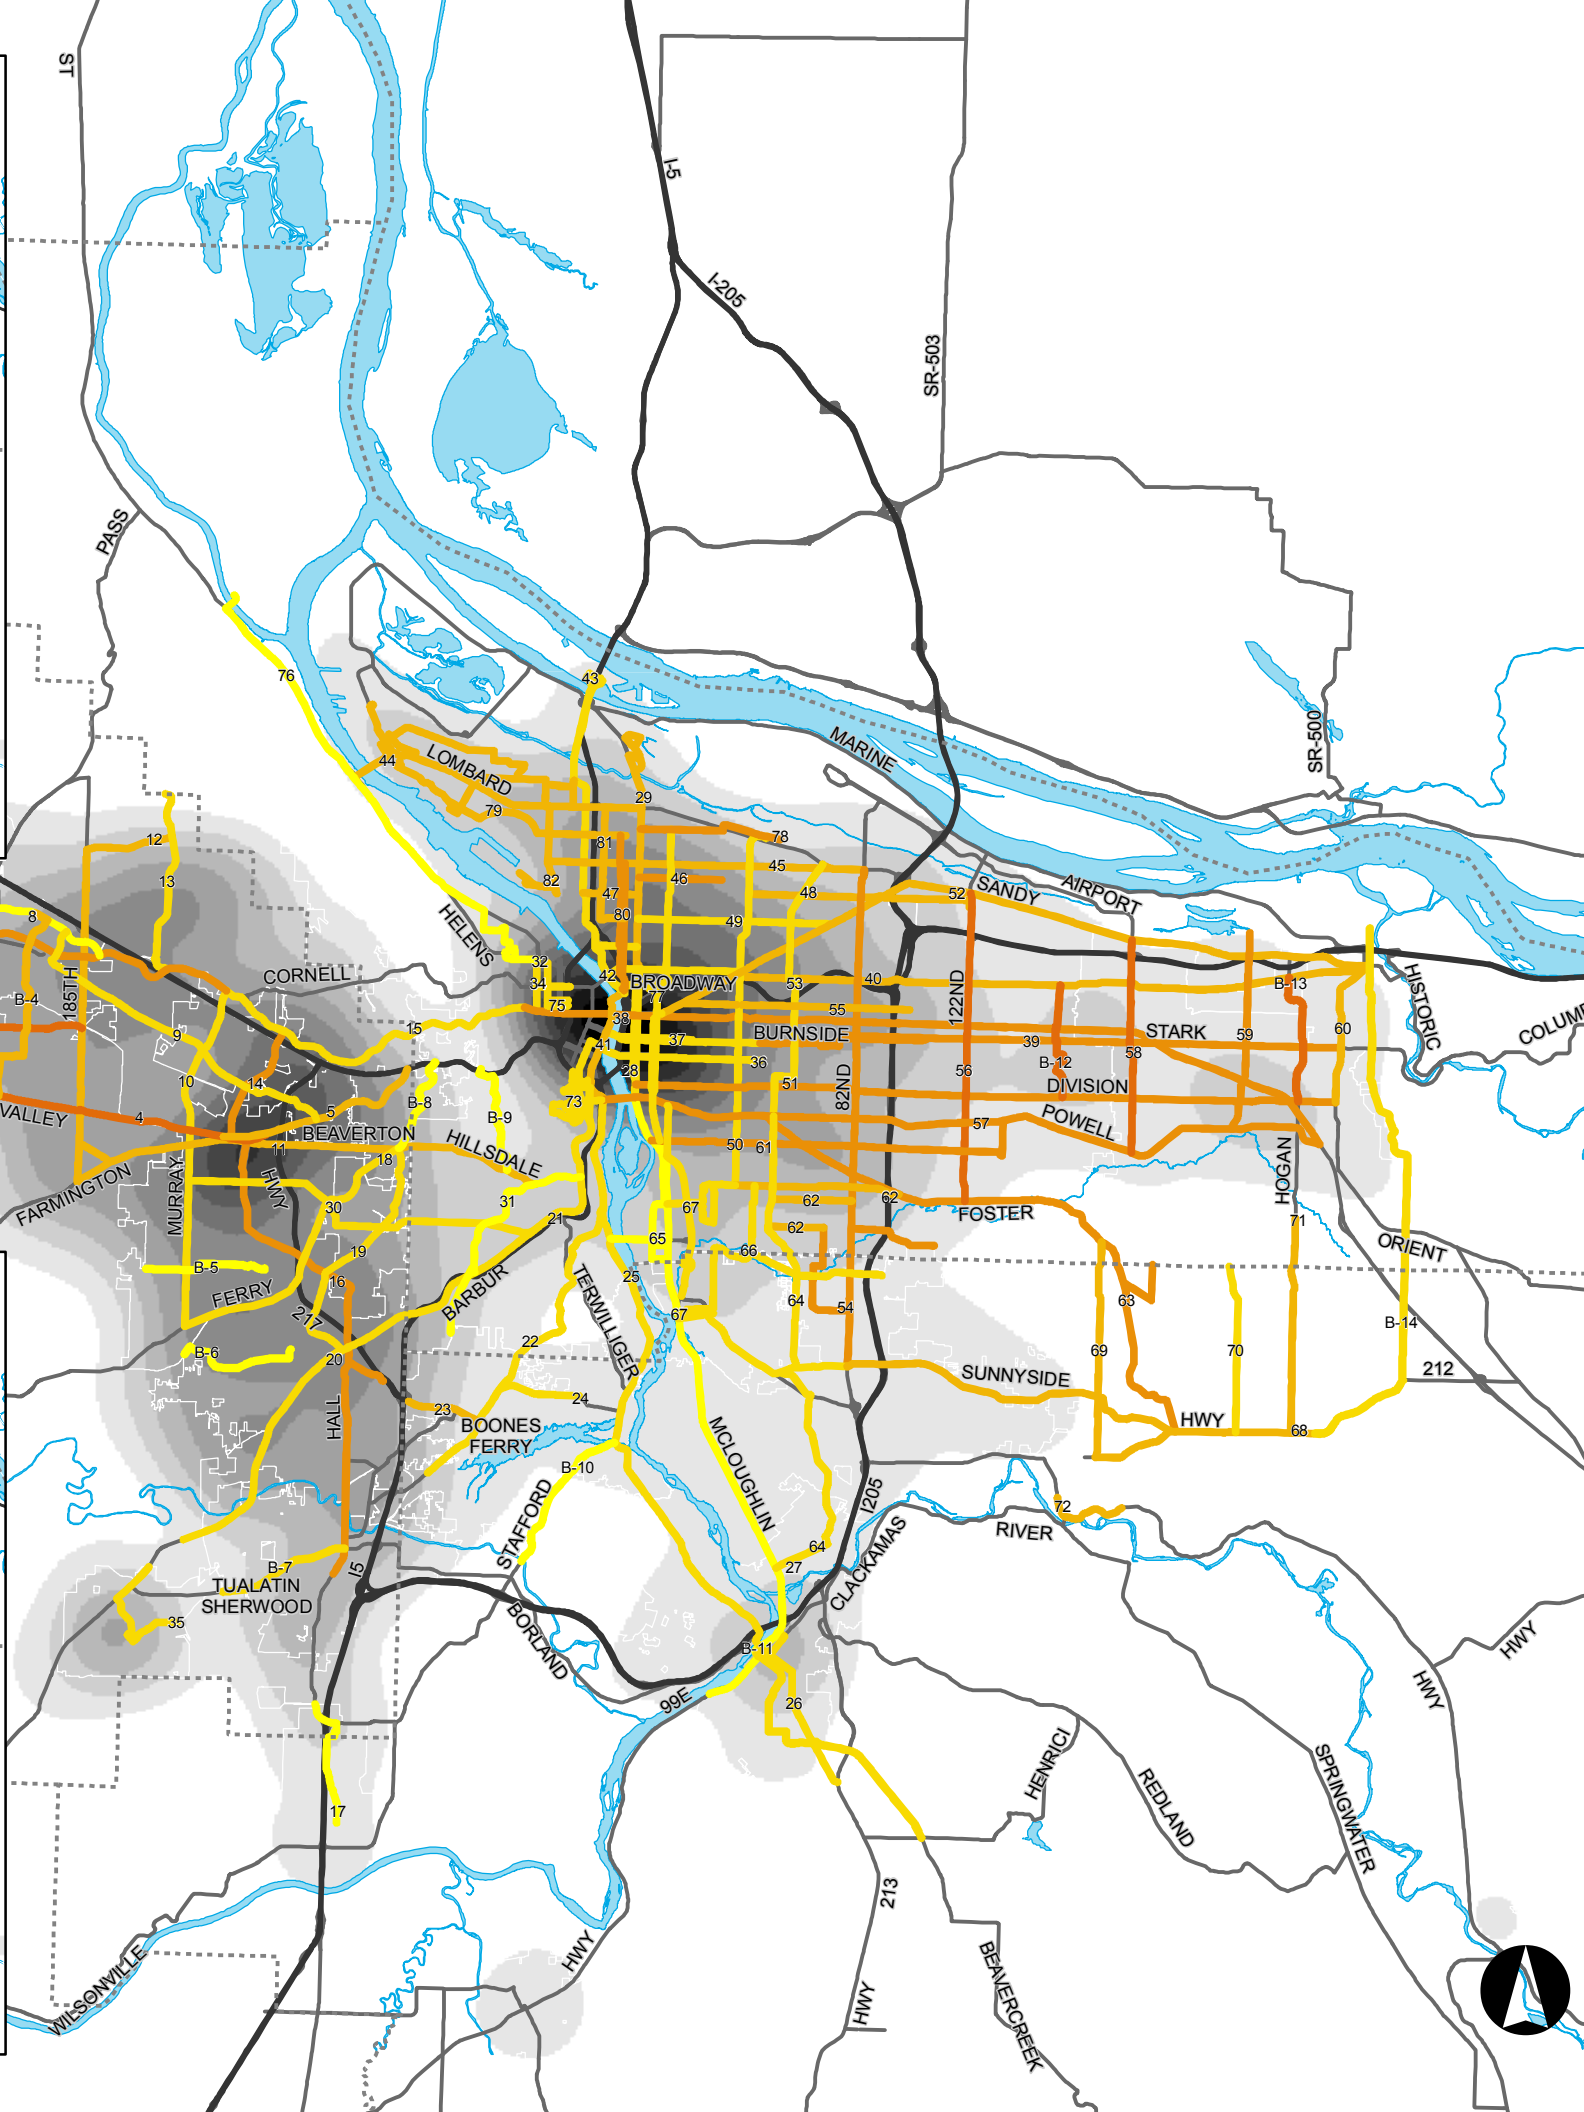 ST
I-5
I-205
SR-503
PASS
76
43
MARINE
SR-500
44
LOMBARD
79
29
78
81
12
13
45
82
47
46
48
52
SANDY
AIRPORT
8
80
49
HELENS
CORNELL
32
42
BROADWAY
34
75
77
53
40
122ND
B-13
HISTORIC
185TH
B-4
9
15
38
55
41
37
BURNSIDE
39
STARK
59
60
COLUM
10
14
28
36
58
B-12
56
51
82ND
DIVISION
VALLEY
4
5
B-8
B-9
73
57
POWELL
BEAVERTON
11
HILLSDALE
50
61
HOGAN
FARMINGTON
MURRAY
HWY
18
30
31
21
67
62
62
FOSTER
62
71
ORIENT
19
65
66
B-5
FERRY
16
BARBUR
TERWILLIGER
25
67
64
54
63
217
22
B-14
B-6
20
69
70
212
SUNNYSIDE
HALL
23
24
BOONES
FERRY
MCLOUGHLIN
HWY
68
B-10
STAFFORD
I205
72
RIVER
64
27
CLACKAMAS
B-7
I5
TUALATIN
SHERWOOD
35
BORLAND
B-11
HWY
99E
26
HWY
HENRICI
REDLAND
SPRINGWATER
17
213
WILSONVILLE
HWY
HWY
BEAVERCREEK